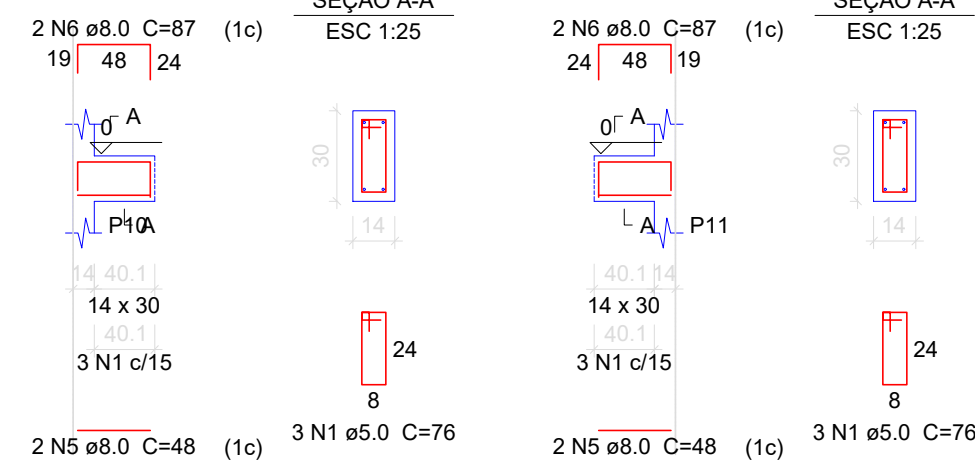 SEÇÃO A-A
ESC 1:25
2 N6 ø8.0 C=87 (1c)
19 48 24
0 A
P10 A
14 40.1
14 x 30
40.1
3 N1 c/15
2 N5 ø8.0 C=48 (1c)
30
14
24
8
3 N1 ø5.0 C=76
SEÇÃO A-A
ESC 1:25
2 N6 ø8.0 C=87 (1c)
24 48 19
0 A
A P11
40.1 14
14 x 30
40.1
3 N1 c/15
2 N5 ø8.0 C=48 (1c)
30
14
24
8
3 N1 ø5.0 C=76